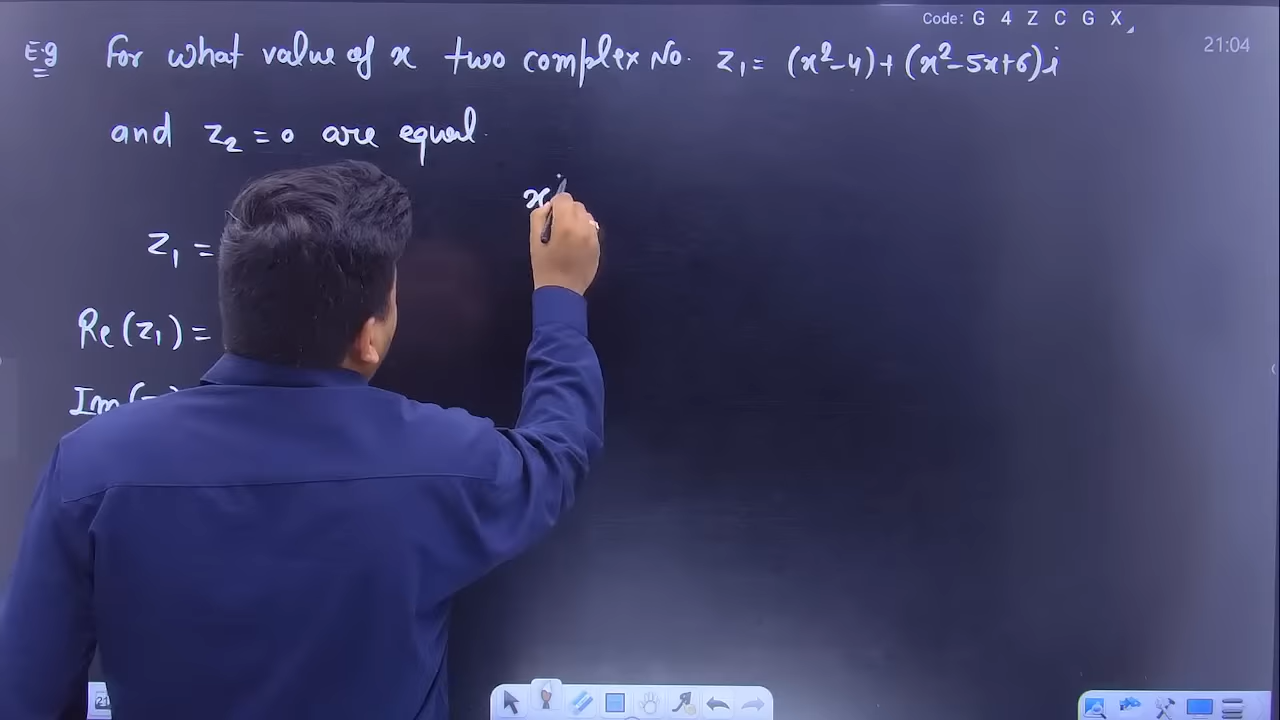 Code: G 4 Z C G X
21:04
E.g For what value of x two complex No. z₁ = (x²-4)+(x²-5x+6)i
and z₂ = 0 are equal.
x
z₁ =
Re(z₁) =
Im(